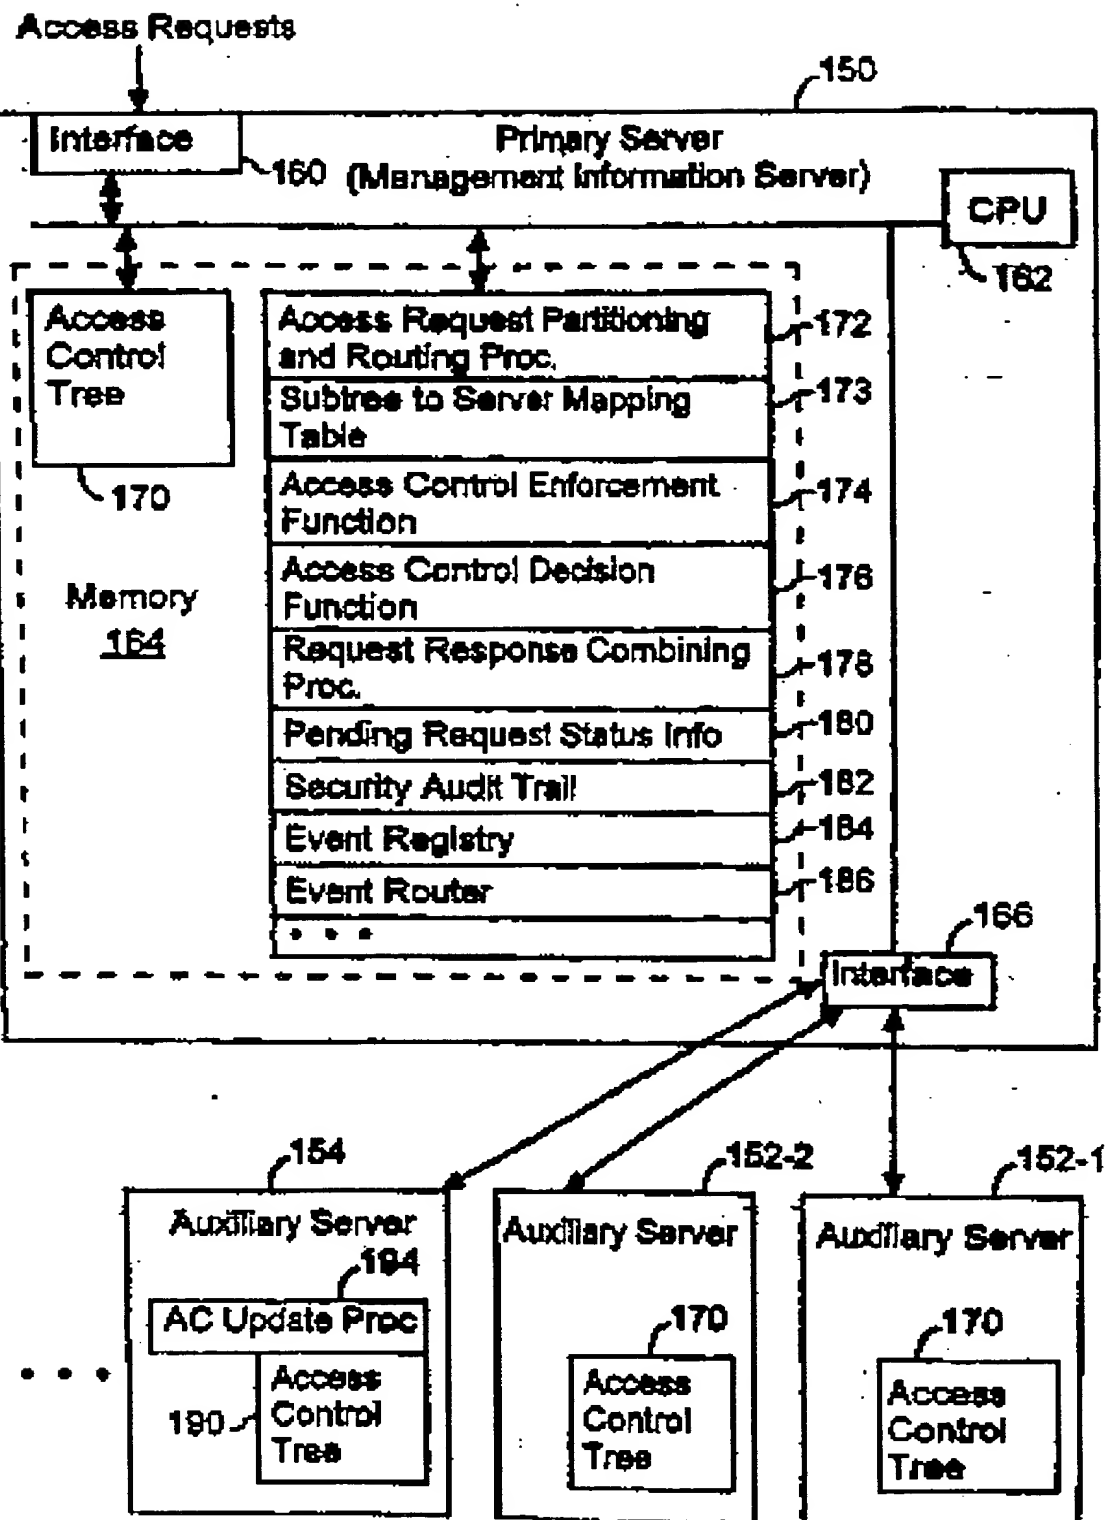 Access Requests
150
Interface
Primary Server
160
(Management Information Server)
CPU
162
Access
Control
Tree
170
Access Request Partitioning
and Routing Proc.
172
Subtree to Server Mapping
Table
173
Access Control Enforcement
Function
174
Access Control Decision
Function
176
Memory
164
Request Response Combining
Proc.
178
Pending Request Status Info
180
Security Audit Trail
182
Event Registry
184
Event Router
186
• • •
166
Interface
154
Auxiliary Server
194
AC Update Proc
Access
Control
Tree
190
• • •
152-2
Auxiliary Server
170
Access
Control
Tree
152-1
Auxiliary Server
170
Access
Control
Tree